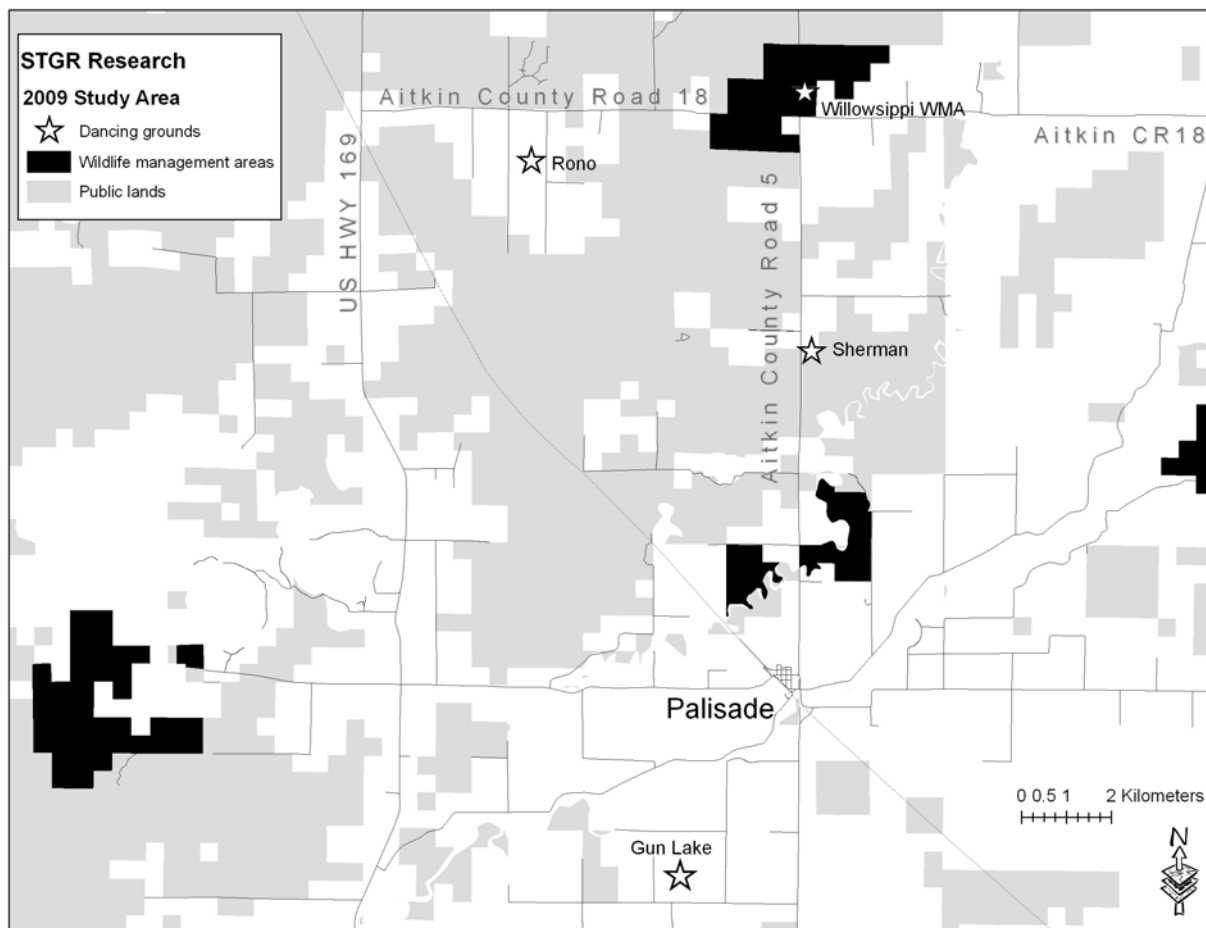 STGR Research
2009 Study Area
Dancing grounds
Wildlife management areas
Public lands
Aitkin County Road 18
Willowsippi WMA
Aitkin CR18
Rono
US HWY 169
Aitkin County Road 5
Sherman
Palisade
0 0.5 1 2 Kilometers
Gun Lake
N